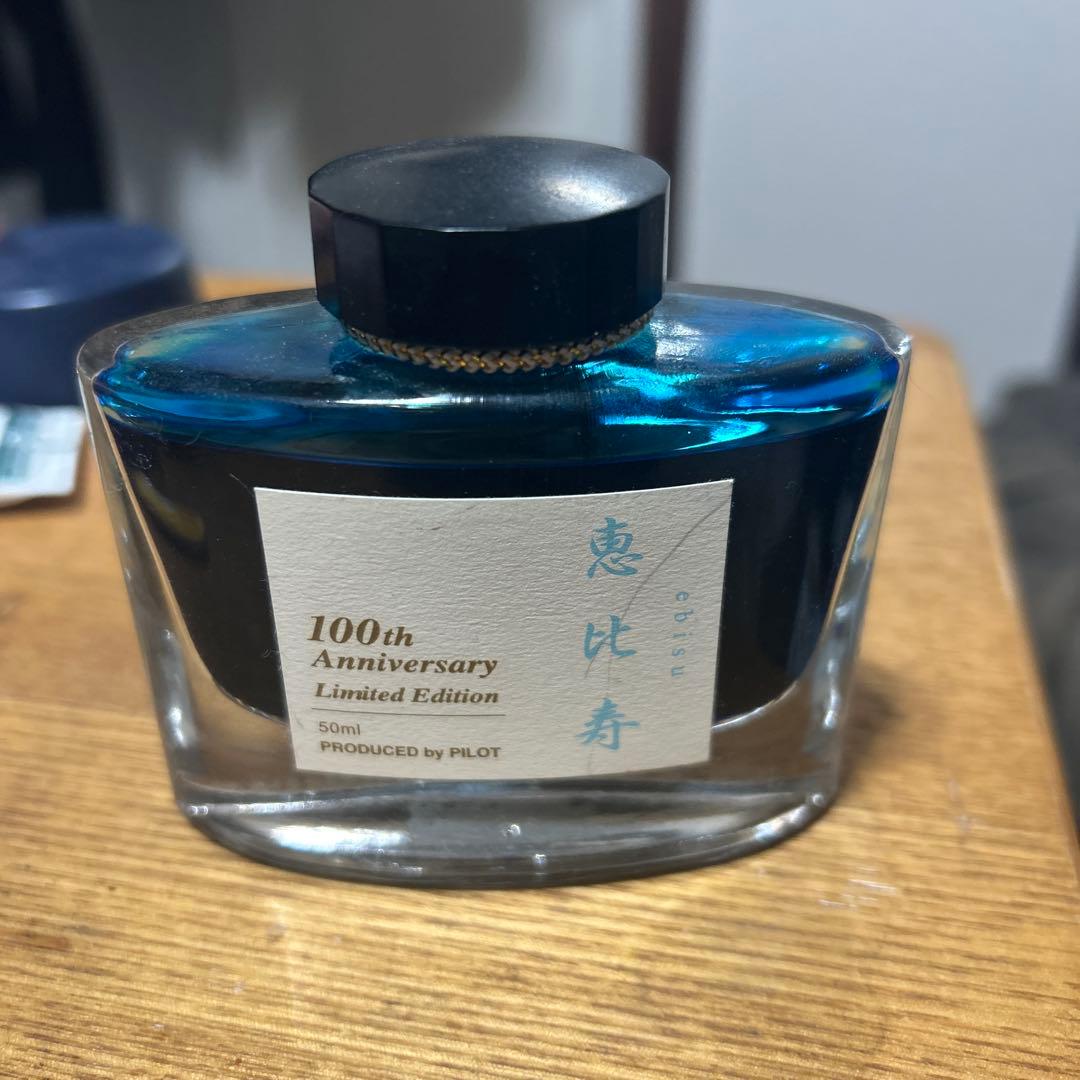 恵比寿
ebisu
100th
Anniversary
Limited Edition
50ml
PRODUCED by PILOT